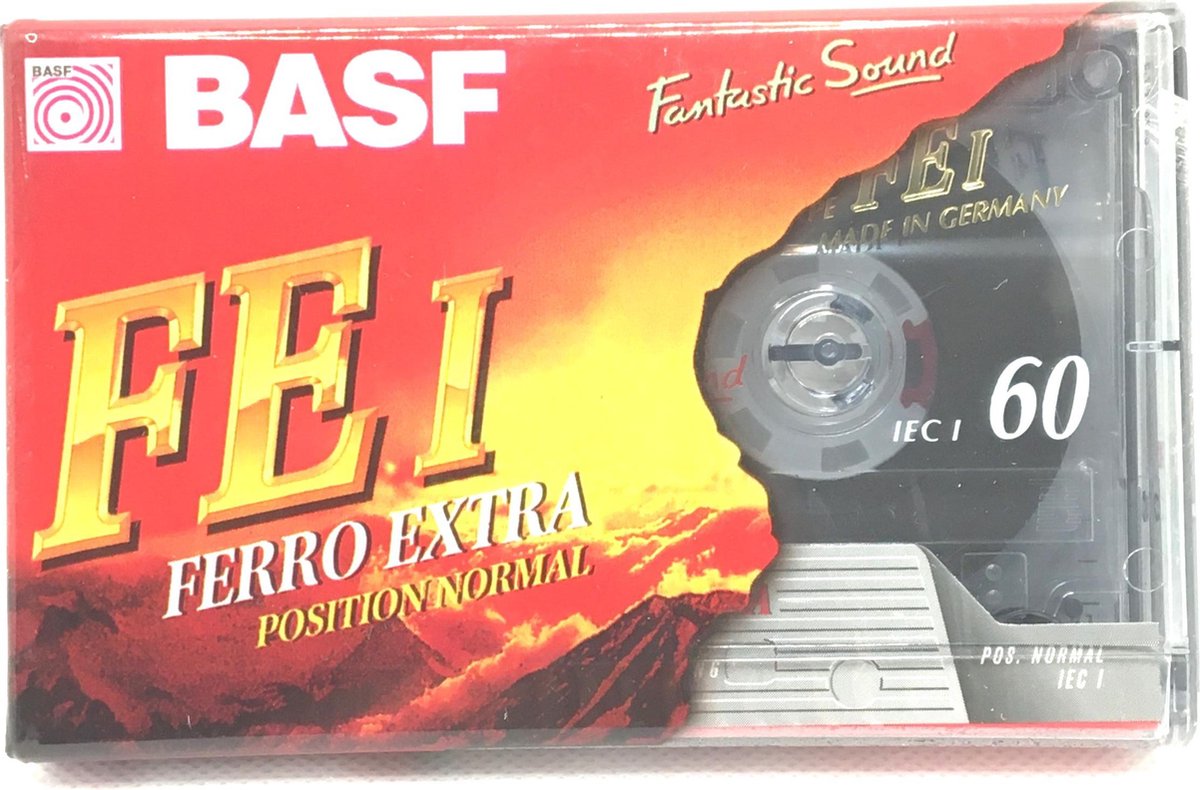 BASF
BASF
Fantastic Sound
FE I
MADE IN GERMANY
FE I
IEC I 60
FERRO EXTRA
POSITION NORMAL
POS. NORMAL
IEC I